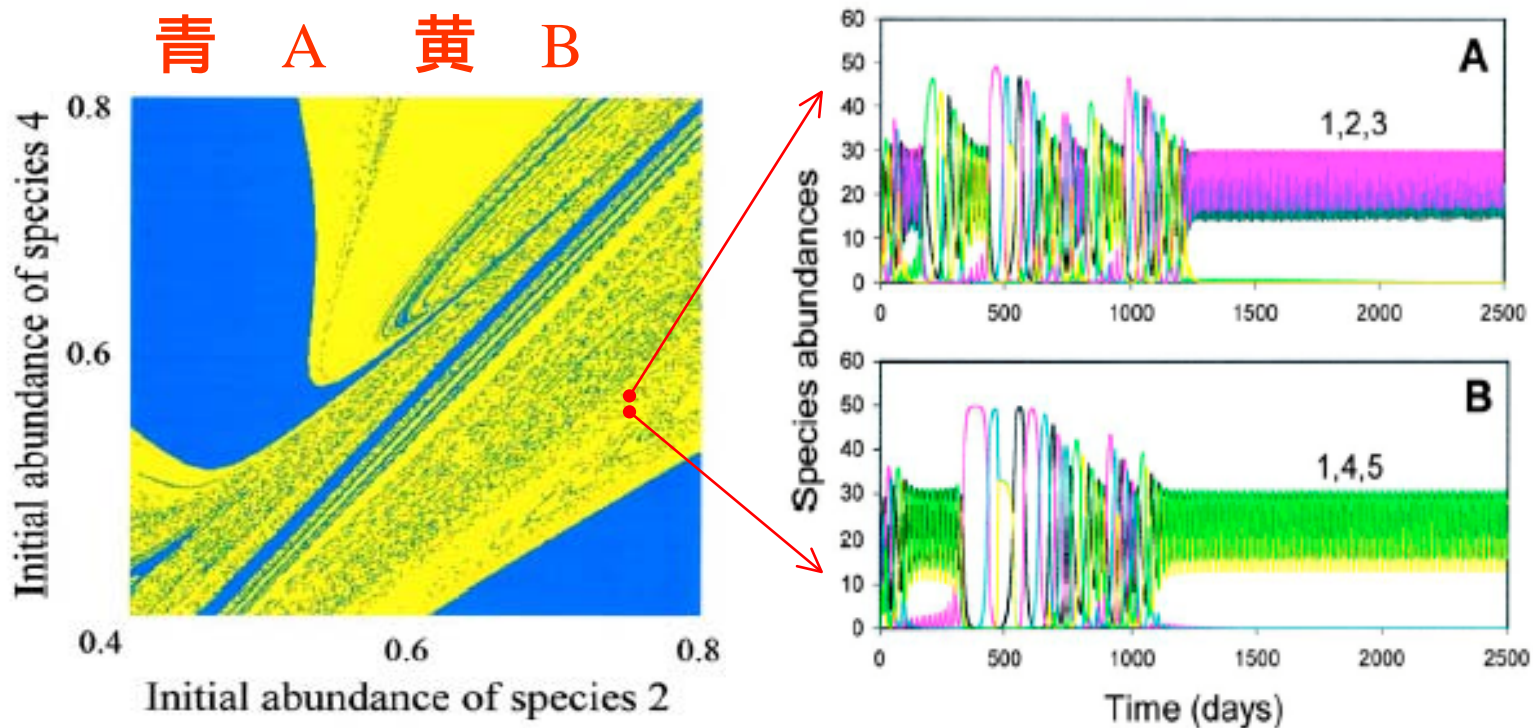 青 A 黄 B
Initial abundance of species 4
0.8
0.6
0.4
0.6
0.8
Initial abundance of species 2
Species abundances
60
50
40
30
20
10
0
A
1,2,3
0 500 1000 1500 2000 2500
60
50
40
30
20
10
0
B
1,4,5
0 500 1000 1500 2000 2500
Time (days)